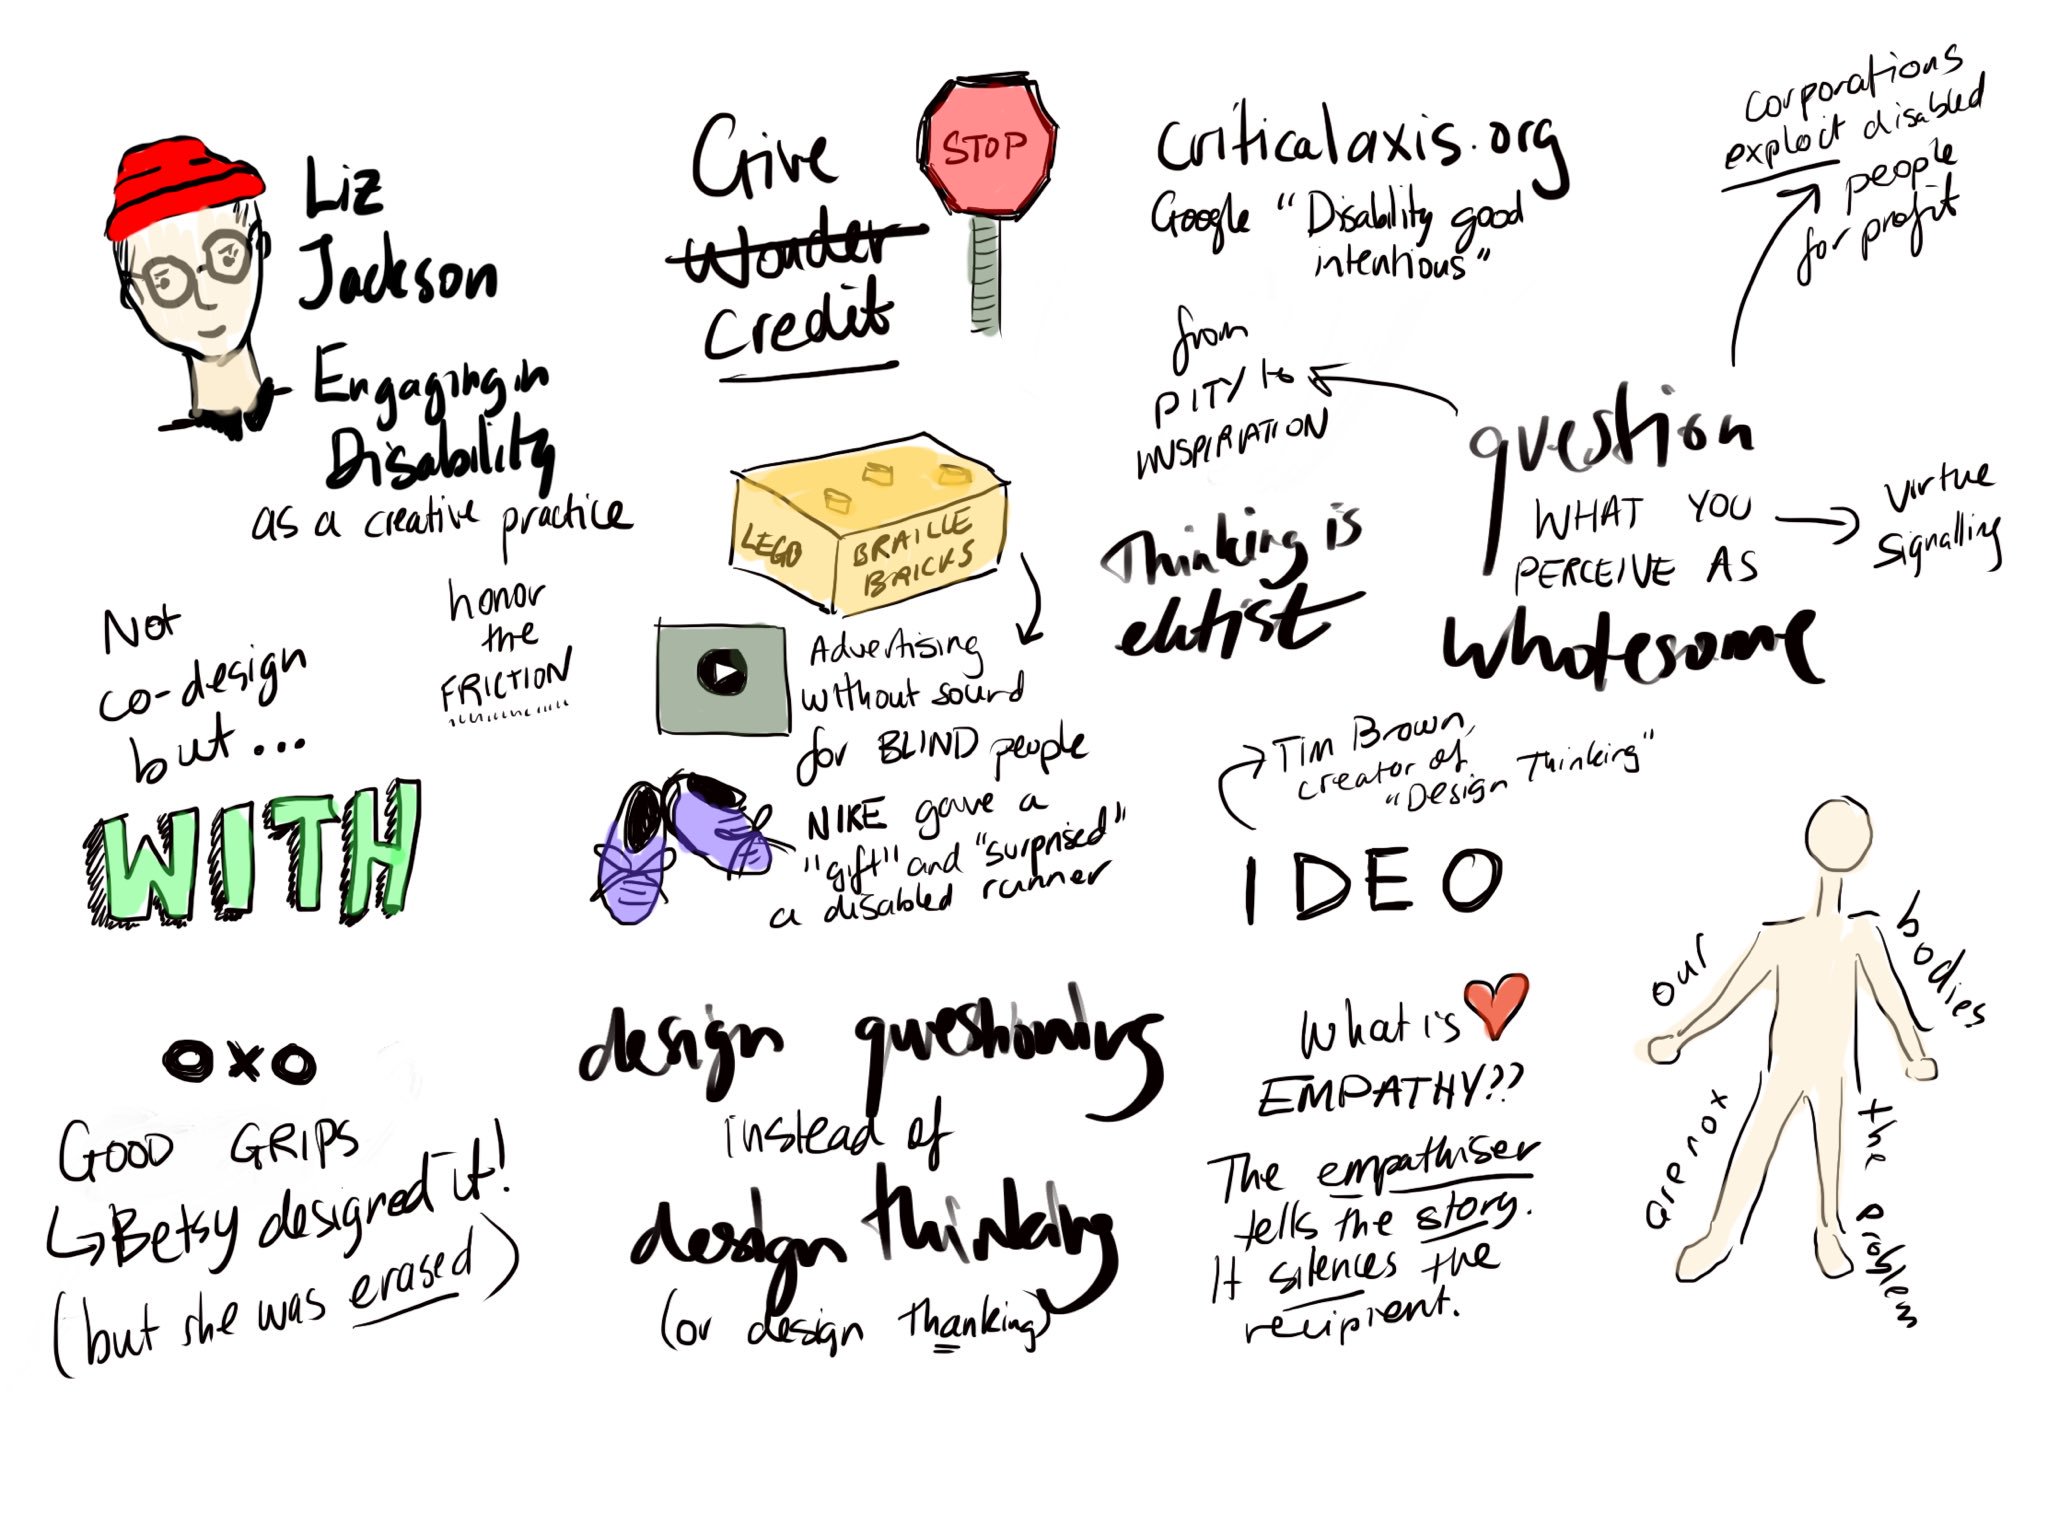 Liz
Jackson
Engaging in
Disability
as a creative practice
Not
co-design
but...
WITH
honor
the
FRICTION
OXO
GOOD GRIPS
Betsy designed it!
(but she was erased)
Give
Wonder
Credit
STOP
LEGO
BRAILLE
BRICKS
Advertising
without sound
for BLIND people
NIKE gave a
"gift" and "surprised"
a disabled runner
design questioning
instead of
design thinking
(or design thanking)
criticalaxis.org
Google "Disability good
intentions"
from
PITY to
INSPIRATION
Thinking is
elitist
question
WHAT YOU
PERCEIVE AS
wholesome
corporations
exploit disabled
people
for profit
virtue
signalling
Tim Brown,
creator of
"Design Thinking"
IDEO
What is
EMPATHY??
The empathiser
tells the story.
It silences the
recipient.
our
bodies
are not
the problem